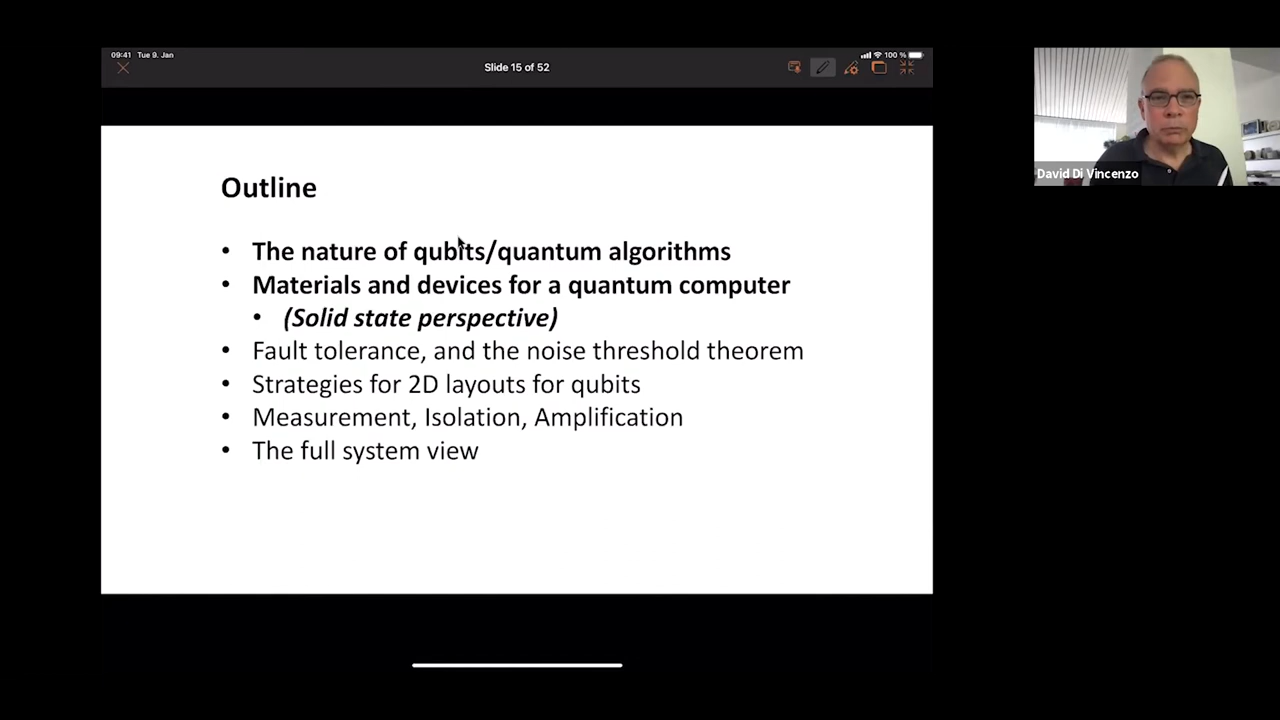 09:41 Tue 9. Jan
100 %
Slide 15 of 52
Outline
• The nature of qubits/quantum algorithms
• Materials and devices for a quantum computer
• (Solid state perspective)
• Fault tolerance, and the noise threshold theorem
• Strategies for 2D layouts for qubits
• Measurement, Isolation, Amplification
• The full system view
David Di Vincenzo